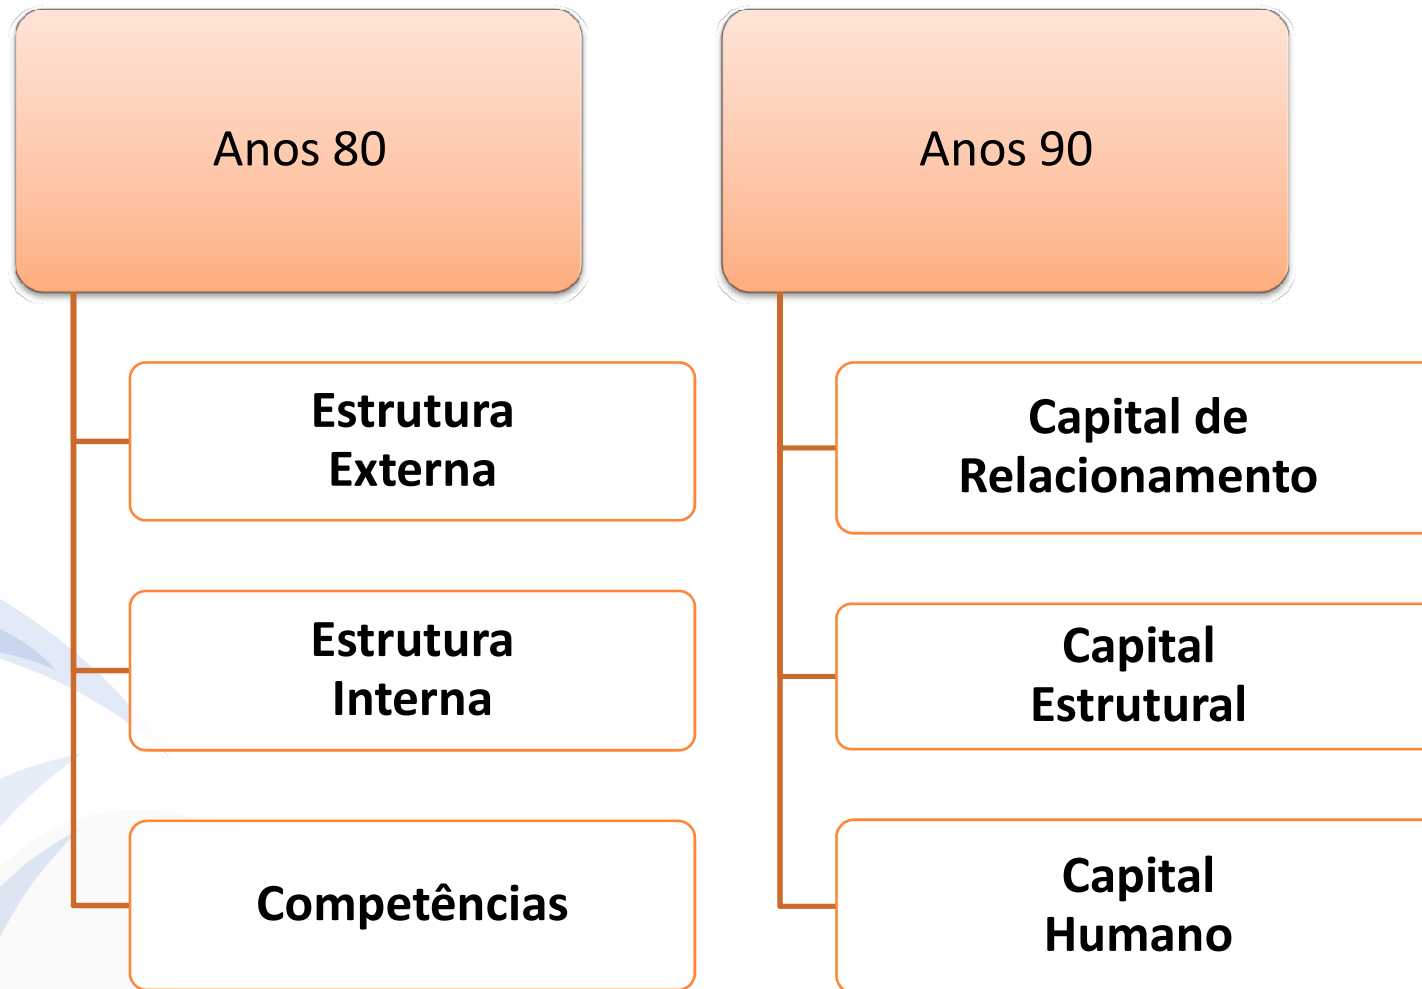 Anos 80
Estrutura
Externa
Estrutura
Interna
Competências
Anos 90
Capital de
Relacionamento
Capital
Estrutural
Capital
Humano